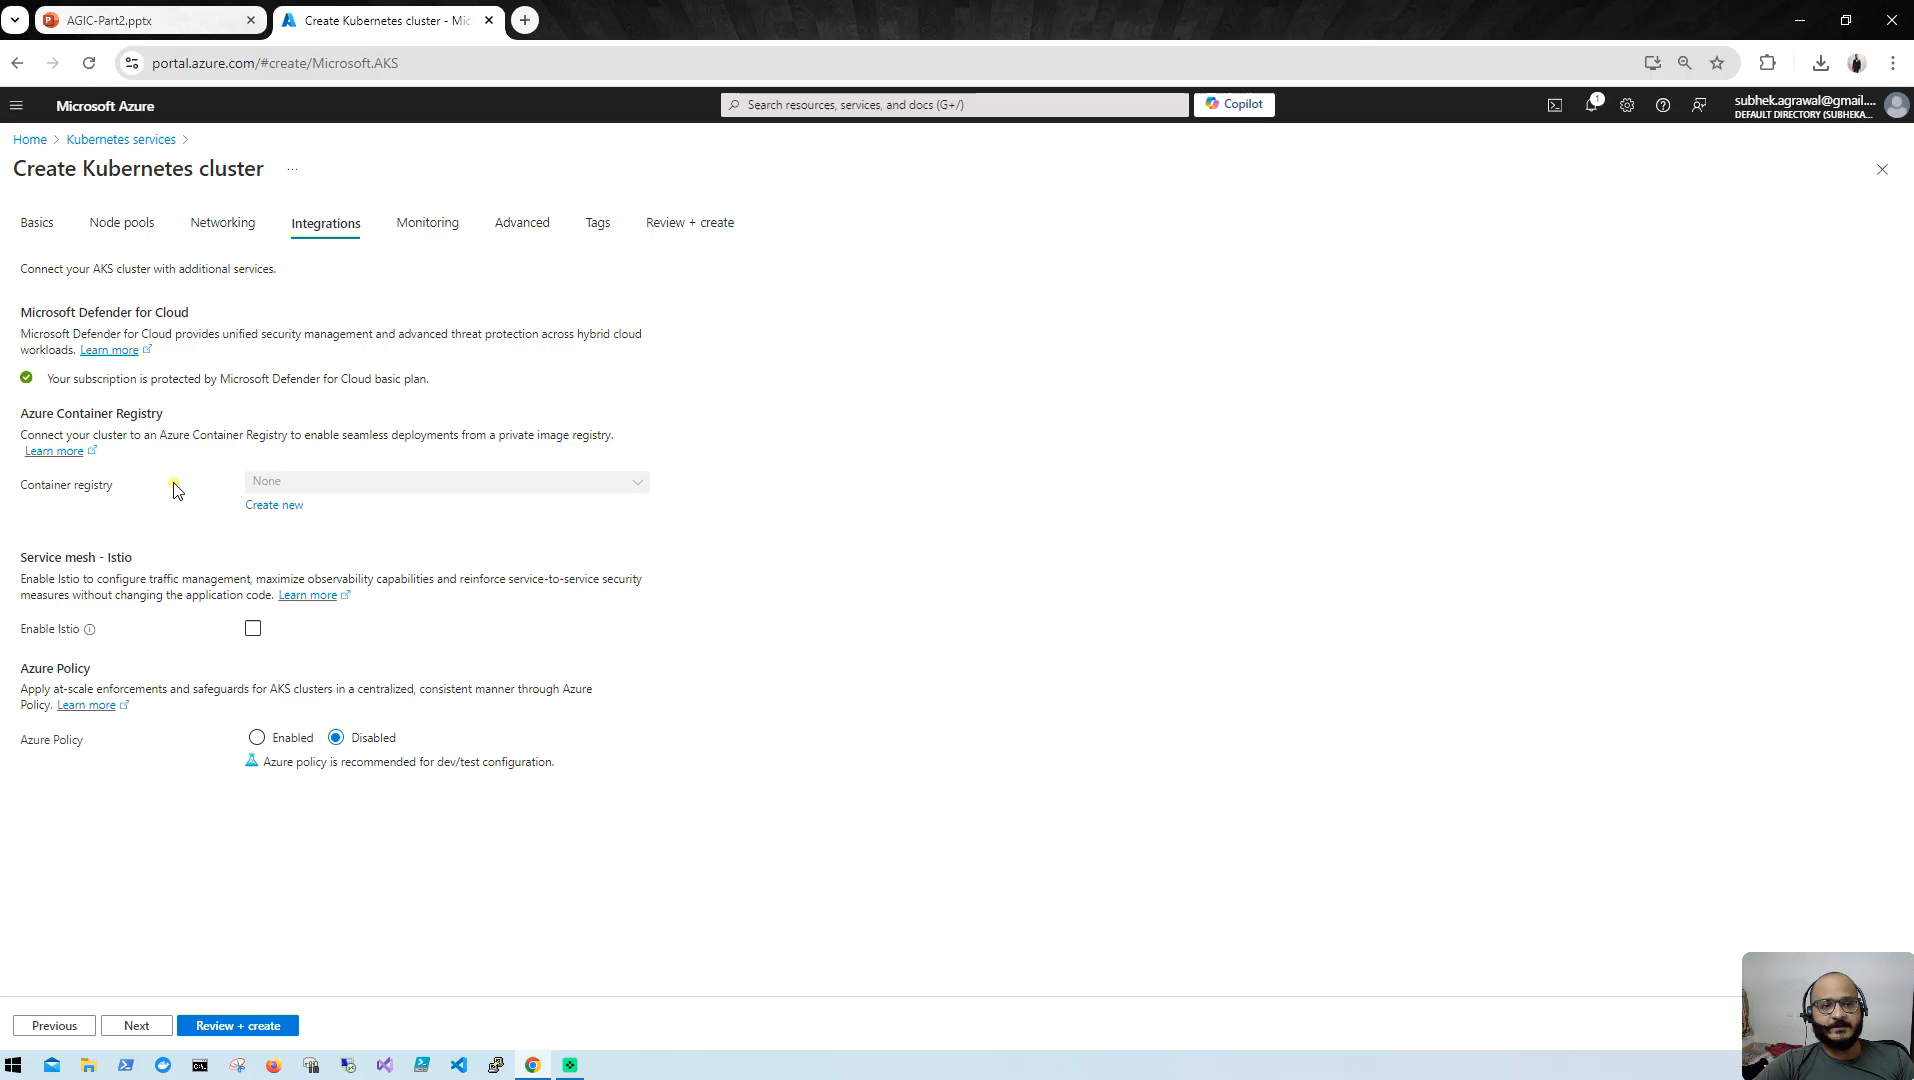 AGIC-Part2.pptx
Create Kubernetes cluster - Mic
portal.azure.com/#create/Microsoft.AKS
Microsoft Azure
Search resources, services, and docs (G+/)
Copilot
1
subhek.agrawal@gmail....
DEFAULT DIRECTORY (SUBHEKA...
Home > Kubernetes services >
Create Kubernetes cluster ...
Basics Node pools Networking Integrations Monitoring Advanced Tags Review + create
Connect your AKS cluster with additional services.
Microsoft Defender for Cloud
Microsoft Defender for Cloud provides unified security management and advanced threat protection across hybrid cloud
workloads. Learn more
Your subscription is protected by Microsoft Defender for Cloud basic plan.
Azure Container Registry
Connect your cluster to an Azure Container Registry to enable seamless deployments from a private image registry.
Learn more
Container registry None
Create new
Service mesh - Istio
Enable Istio to configure traffic management, maximize observability capabilities and reinforce service-to-service security
measures without changing the application code. Learn more
Enable Istio
Azure Policy
Apply at-scale enforcements and safeguards for AKS clusters in a centralized, consistent manner through Azure
Policy. Learn more
Azure Policy Enabled Disabled
Azure policy is recommended for dev/test configuration.
Previous Next Review + create